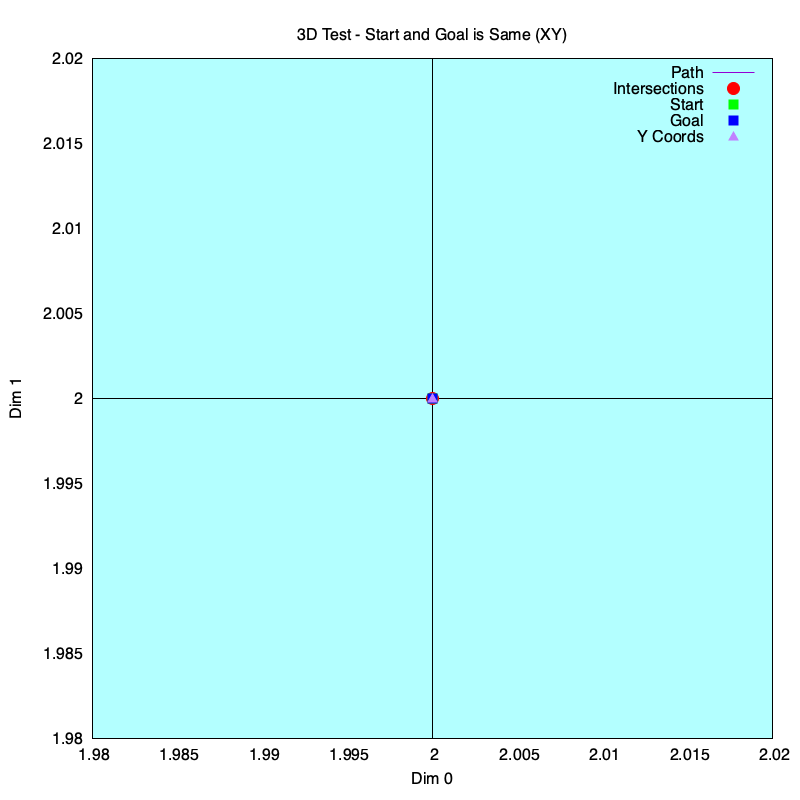 3D Test - Start and Goal is Same (XY)
2.02
Path
Intersections
Start
Goal
Y Coords
2.015
2.01
2.005
2
1.995
1.99
1.985
1.98
Dim 1
1.98 1.985 1.99 1.995 2 2.005 2.01 2.015 2.02
Dim 0